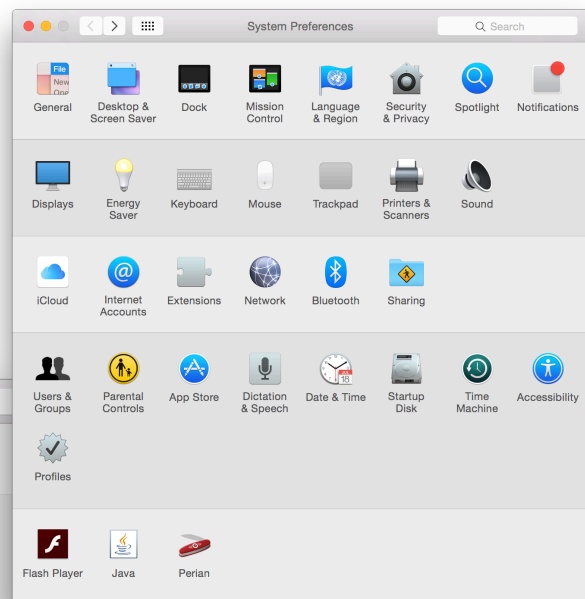 System Preferences
Search
File
New
General
Desktop &
Screen Saver
Dock
Mission
Control
Language
& Region
Security
& Privacy
Spotlight
Notifications
Displays
Energy
Saver
Keyboard
Mouse
Trackpad
Printers &
Scanners
Sound
iCloud
@
Internet
Accounts
Extensions
Network
Bluetooth
Sharing
Users &
Groups
Parental
Controls
App Store
Dictation
& Speech
JUL
18
Date & Time
Startup
Disk
Time
Machine
Accessibility
Profiles
Flash Player
Java
Perian